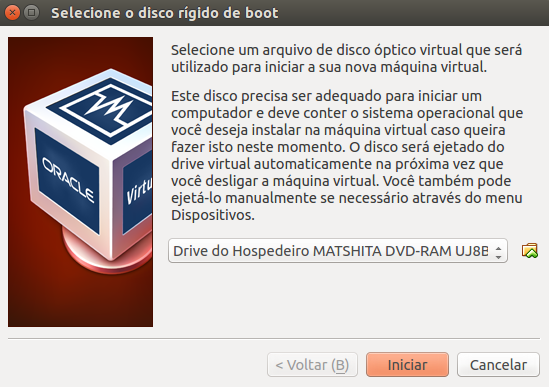 Selecione o disco rígido de boot
Selecione um arquivo de disco óptico virtual que será
utilizado para iniciar a sua nova máquina virtual.
Este disco precisa ser adequado para iniciar um
computador e deve conter o sistema operacional que
você deseja instalar na máquina virtual caso queira
fazer isto neste momento. O disco será ejetado do
drive virtual automaticamente na próxima vez que
você desligar a máquina virtual. Você também pode
ejetá-lo manualmente se necessário através do menu
Dispositivos.
ORACLE
Virtu
Drive do Hospedeiro MATSHITA DVD-RAM UJ8B
< Voltar (B)
Iniciar
Cancelar